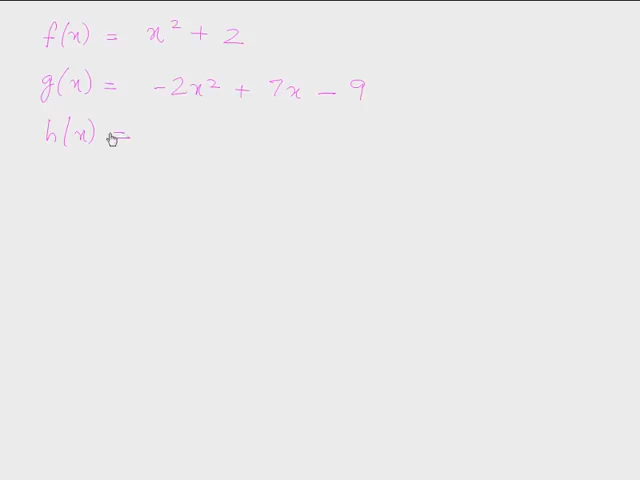 f(x) = x² + 2
g(x) = -2x² + 7x - 9
h(x) =